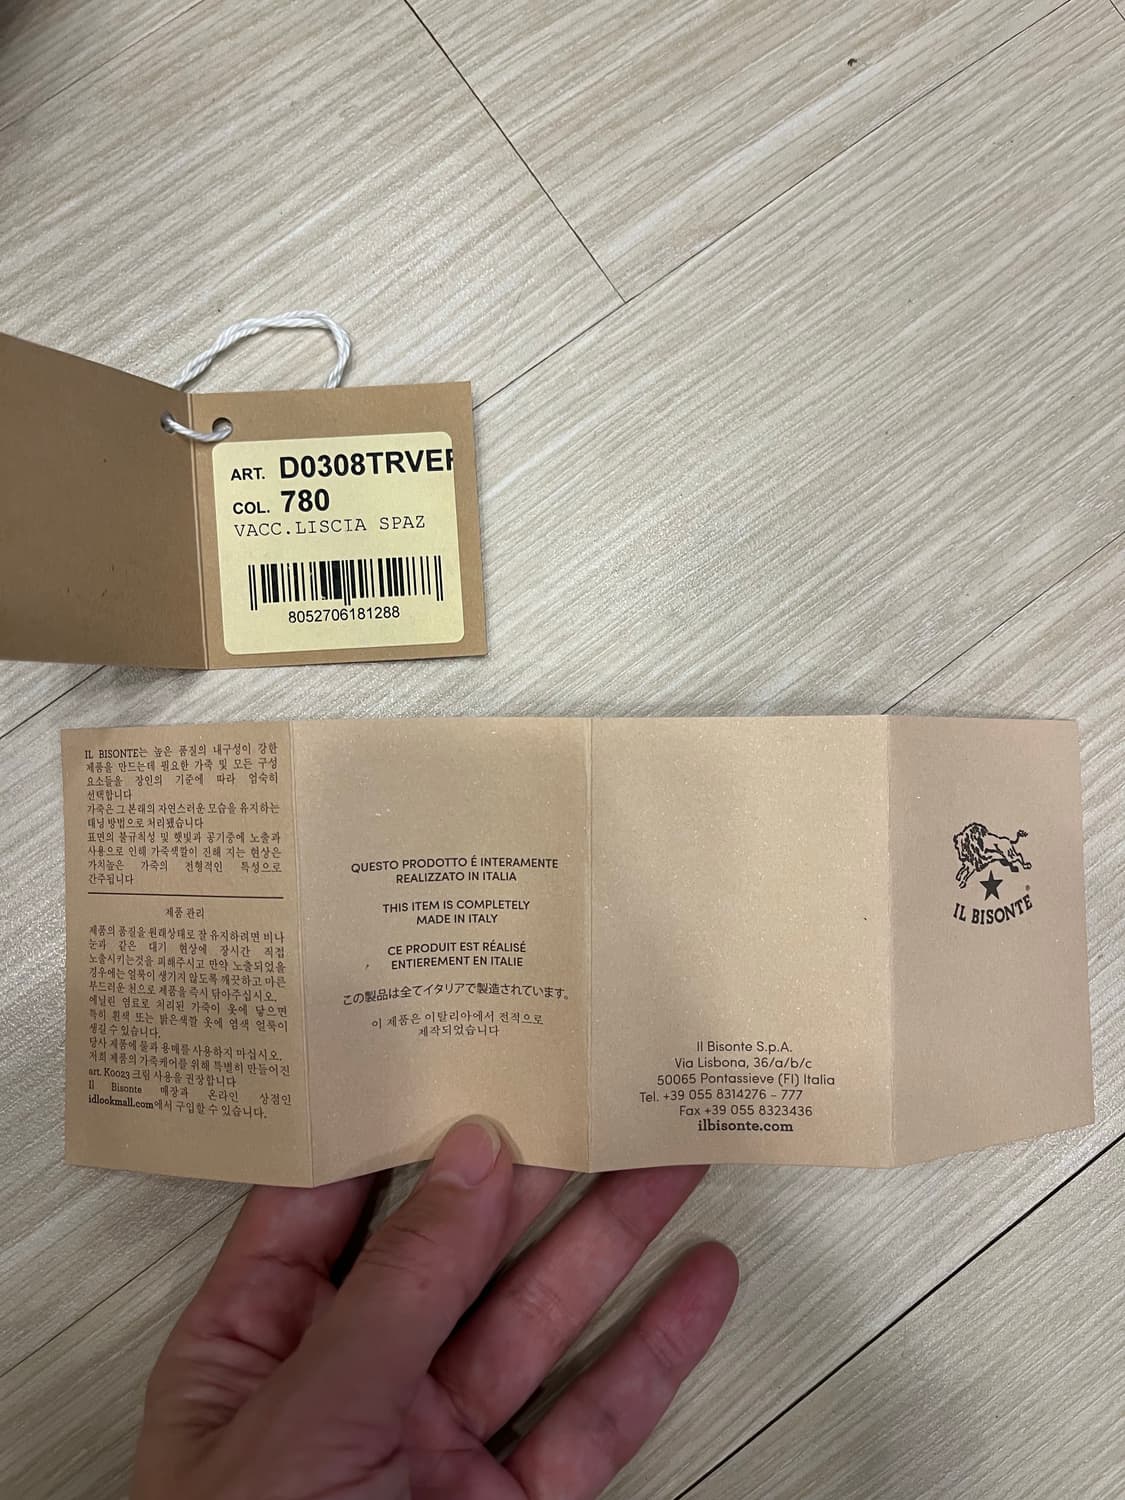 ART. D0308TRVE
COL. 780
VACC.LISCIA SPAZ
8052706181288
IL BISONTE는 높은 품질의 내구성이 강한
제품을 만드는데 필요한 가죽 및 모든 구성
요소들을 장인의 기준에 따라 엄숙히
선택합니다
가죽은 그 본래의 자연스러운 모습을 유지하는
태닝 방법으로 처리됐습니다
표면의 불규칙성 및 햇빛과 공기중에 노출과
사용으로 인해 가죽색깔이 진해 지는 현상은
가치높은 가죽의 전형적인 특성으로
간주됩니다
제품 관리
제품의 품질을 원래상태로 잘 유지하려면 비나
눈과 같은 대기 현상에 장시간 직접
노출시키는것을 피해주시고 만약 노출되었을
경우에는 얼룩이 생기지 않도록 깨끗하고 마른
부드러운 천으로 제품을 즉시 닦아주십시오.
에닐린 염료로 처리된 가죽이 옷에 닿으면
특히 흰색 또는 밝은색깔 옷에 염색 얼룩이
생길 수 있습니다.
당사 제품에 물과 용매를 사용하지 마십시오.
저희 제품의 가죽케어를 위해 특별히 만들어진
art. K0023 크림 사용을 권장합니다
Il Bisonte 매장과 온라인 상점인
idlookmall.com에서 구입할 수 있습니다.
QUESTO PRODOTTO É INTERAMENTE
REALIZZATO IN ITALIA
THIS ITEM IS COMPLETELY
MADE IN ITALY
CE PRODUIT EST RÉALISÉ
ENTIEREMENT EN ITALIE
この製品は全てイタリアで製造されています。
이 제품은 이탈리아에서 전적으로
제작되었습니다
Il Bisonte S.p.A.
Via Lisbona, 36/a/b/c
50065 Pontassieve (FI) Italia
Tel. +39 055 8314276 – 777
Fax +39 055 8323436
ilbisonte.com
IL BISONTE®